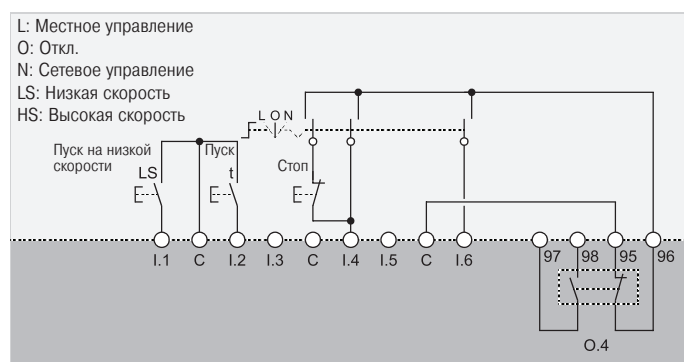 L: Местное управление
O: Откл.
N: Сетевое управление
LS: Низкая скорость
HS: Высокая скорость
L O N
Пуск на низкой
скорости
Пуск
Стоп
LS
t
I.1 C I.2 I.3 C I.4 I.5 C I.6 97 98 95 96
O.4